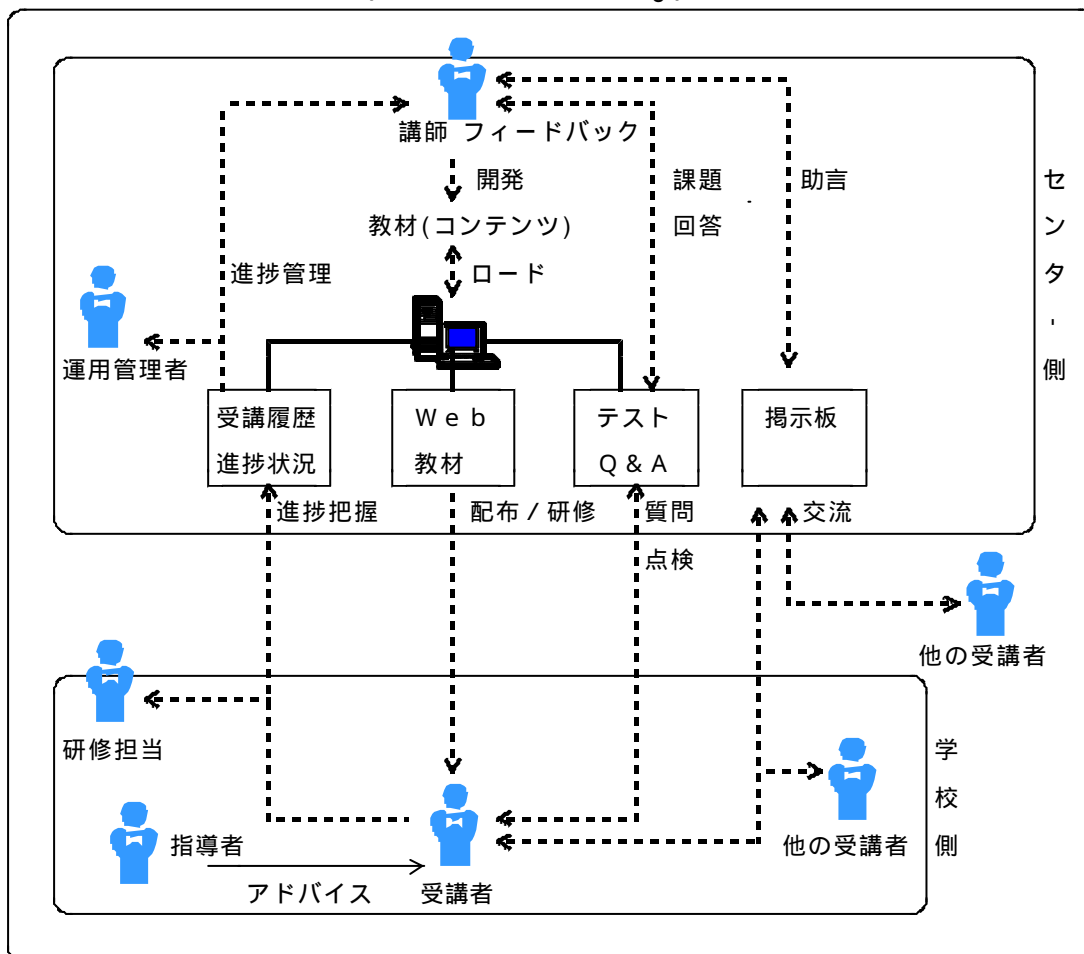 講師 フィードバック
開発
課題
助言
教材(コンテンツ)
回答
進捗管理
ロード
運用管理者
センタ-側
受講履歴
進捗状況
Ｗｅｂ
教材
テスト
Ｑ＆Ａ
掲示板
進捗把握
配布／研修
質問
交流
点検
他の受講者
研修担当
学校側
指導者
他の受講者
アドバイス
受講者